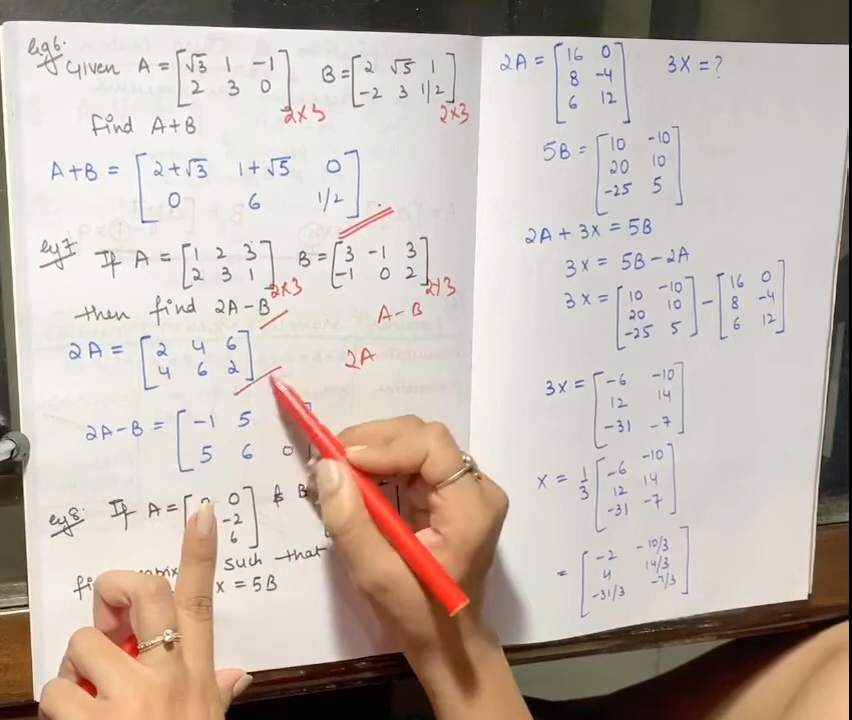 eg6.
Given A = [√3 1 -1
2 3 0] 2×3 B = [2 √5 1
-2 3 1/2] 2×3
find A+B
A+B = [2+√3 1+√5 0
0 6 1/2]
eg7 If A = [1 2 3
2 3 1] 2×3 B = [3 -1 3
-1 0 2] 2×3
then find 2A-B
A-B
2A = [2 4 6
4 6 2]
2A
2A-B = [-1 5
5 6 0]
eg8. If A = [ 0
-2
6] & B
such that
x = 5B
2A = [16 0
8 -4
6 12] 3X = ?
5B = [10 -10
20 10
-25 5]
2A + 3X = 5B
3X = 5B - 2A
3X = [10 -10
20 10
-25 5] - [16 0
8 -4
6 12]
3X = [-6 -10
12 14
-31 -7]
X = 1/3 [-6 -10
12 14
-31 -7]
= [-2 -10/3
4 14/3
-31/3 -7/3]